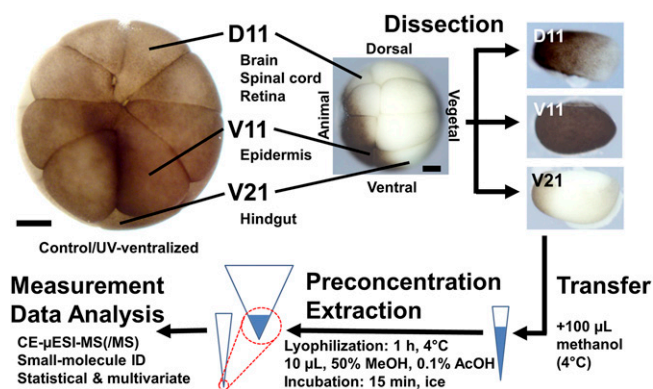 Dissection
D11
Brain
Spinal cord
Retina
V11
Epidermis
V21
Hindgut
Control/UV-ventralized
Dorsal
Animal
Vegetal
Ventral
D11
V11
V21
Transfer
+100 µL
methanol
(4°C)
Preconcentration
Extraction
Lyophilization: 1 h, 4°C
10 µL, 50% MeOH, 0.1% AcOH
Incubation: 15 min, ice
Measurement
Data Analysis
CE-µESI-MS(/MS)
Small-molecule ID
Statistical & multivariate